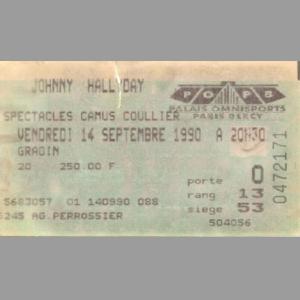 JOHNNY HALLYDAY
POPB
PALAIS OMNISPORTS
PARIS BERCY
SPECTACLES CAMUS COULLIER
VENDREDI 14 SEPTEMBRE 1990 A 20H30
GRADIN
20 250.00 F
porte 0
rang 13
siege 53
5683057 01 140990 088
6245 AG.PERROSSIER
504056
0472171